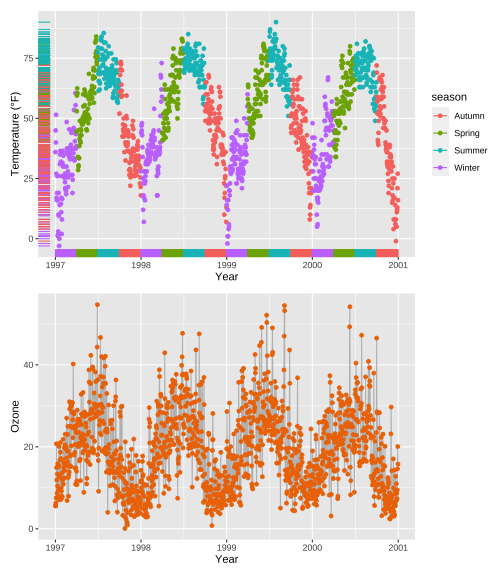 75
50
25
0
Temperature (°F)
1997 1998 1999 2000 2001
Year
season
Autumn
Spring
Summer
Winter
40
20
0
Ozone
1997 1998 1999 2000 2001
Year